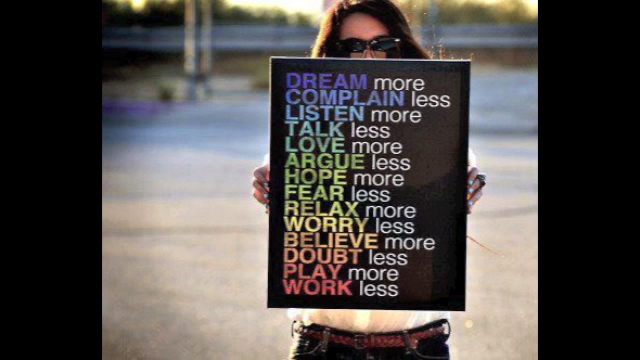 DREAM more
COMPLAIN less
LISTEN more
TALK less
LOVE more
ARGUE less
HOPE more
FEAR less
RELAX more
WORRY less
BELIEVE more
DOUBT less
PLAY more
WORK less